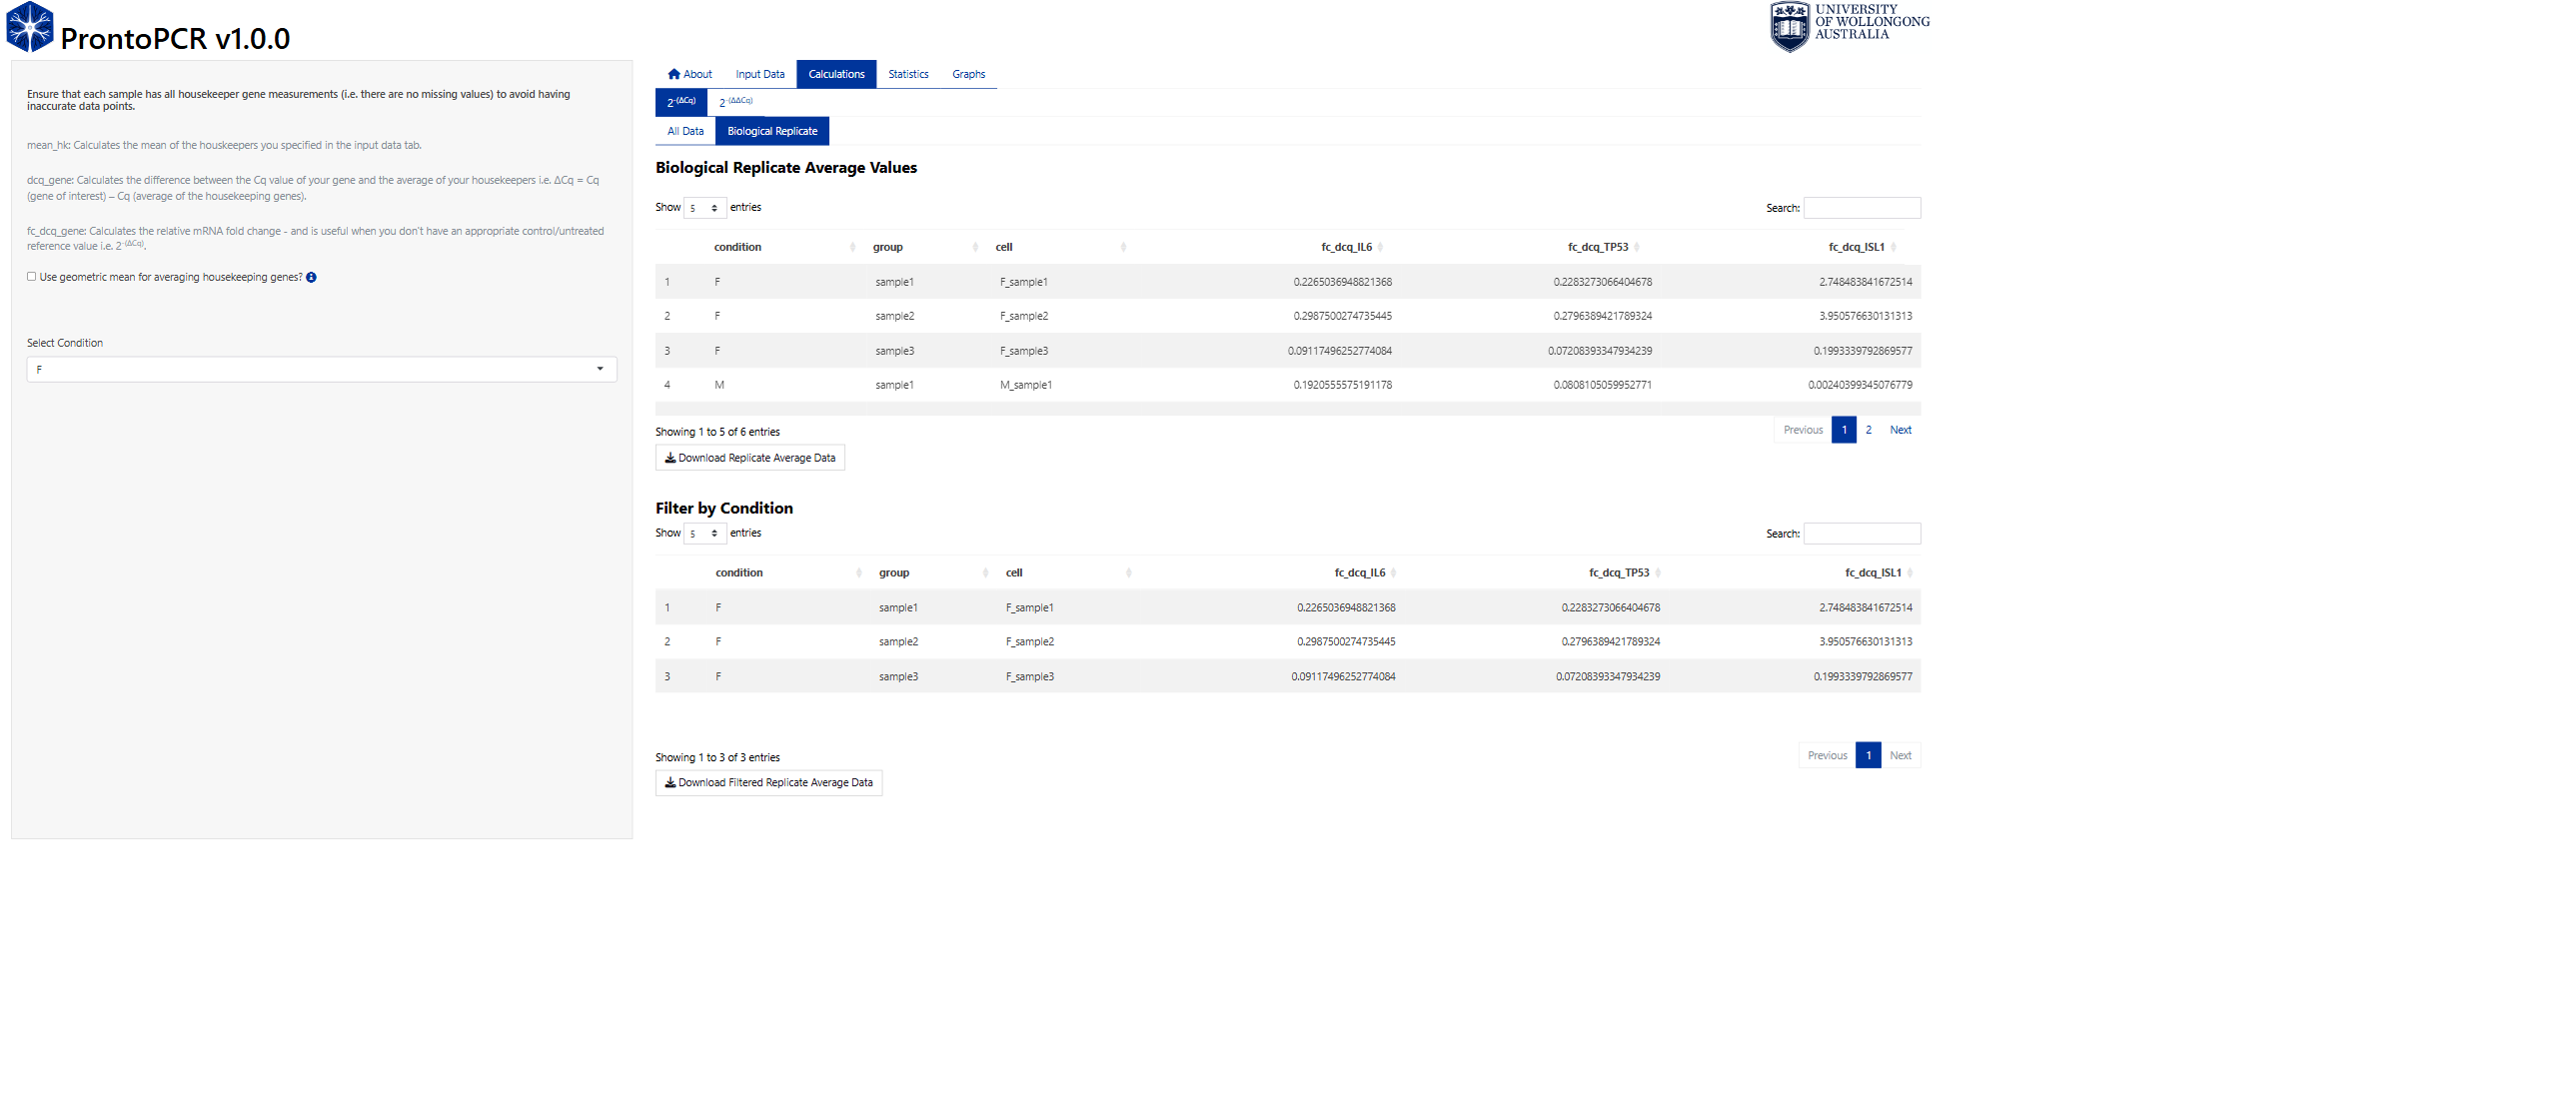 ProntoPCR v1.0.0
UNIVERSITY
OF WOLLONGONG
AUSTRALIA
Ensure that each sample has all housekeeper gene measurements (i.e. there are no missing values) to avoid having
inaccurate data points.
mean_hk: Calculates the mean of the houskeepers you specified in the input data tab.
dcq_gene: Calculates the difference between the Cq value of your gene and the average of your housekeepers i.e. ΔCq = Cq
(gene of interest) – Cq (average of the housekeeping genes).
fc_dcq_gene: Calculates the relative mRNA fold change - and is useful when you don't have an appropriate control/untreated
reference value i.e. 2^-(ΔCq).
Use geometric mean for averaging housekeeping genes?
Select Condition
F
About Input Data Calculations Statistics Graphs
2^-(ΔCq) 2^-(ΔΔCq)
All Data Biological Replicate
Biological Replicate Average Values
Show 5 entries Search:
condition group cell fc_dcq_IL6 fc_dcq_TP53 fc_dcq_ISL1
1 F sample1 F_sample1 0.2265036948821368 0.2283273066404678 2.748483841672514
2 F sample2 F_sample2 0.2987500274735445 0.2796389421789324 3.950576630131313
3 F sample3 F_sample3 0.09117496252774084 0.07208393347934239 0.1993339792869577
4 M sample1 M_sample1 0.1920555575191178 0.0808105059952771 0.00240399345076779
Showing 1 to 5 of 6 entries Previous 1 2 Next
Download Replicate Average Data
Filter by Condition
Show 5 entries Search:
condition group cell fc_dcq_IL6 fc_dcq_TP53 fc_dcq_ISL1
1 F sample1 F_sample1 0.2265036948821368 0.2283273066404678 2.748483841672514
2 F sample2 F_sample2 0.2987500274735445 0.2796389421789324 3.950576630131313
3 F sample3 F_sample3 0.09117496252774084 0.07208393347934239 0.1993339792869577
Showing 1 to 3 of 3 entries Previous 1 Next
Download Filtered Replicate Average Data